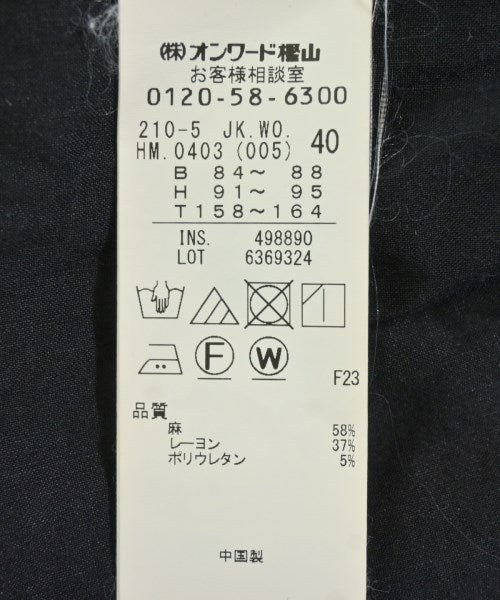 (株)オンワード樫山
お客様相談室
0120-58-6300
210-5 JK.WO.
HM.0403 (005) 40
B 84～ 88
H 91～ 95
T158～164
INS. 498890
LOT 6369324
F
W
F23
品質
麻 58%
レーヨン 37%
ポリウレタン 5%
中国製